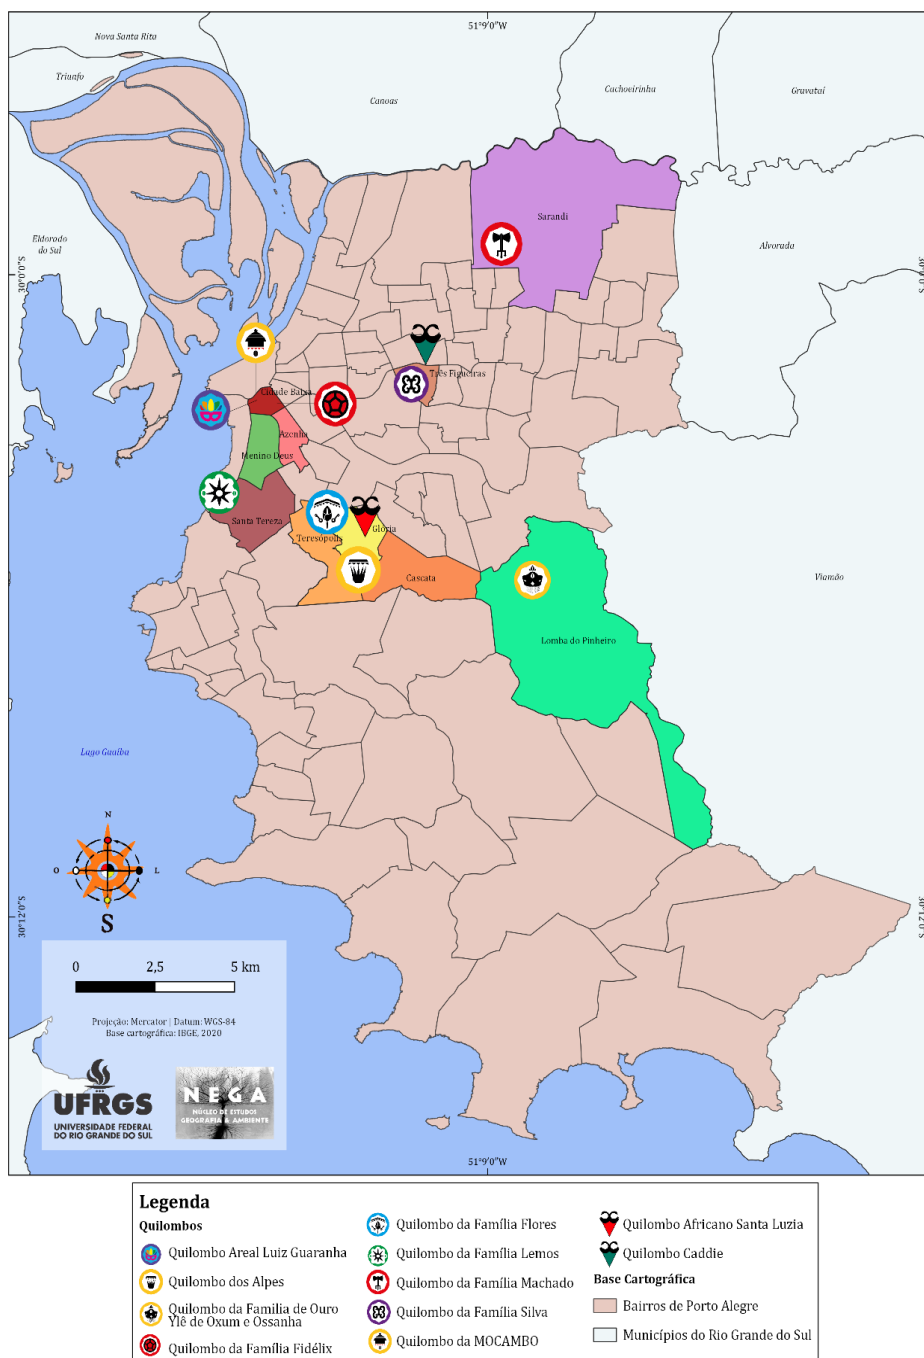 51°9'0"W
Nova Santa Rita
Triunfo
Canoas
Cachoeirinha
Gravataí
Sarandi
Eldorado
do Sul
Alvorada
30°0'0"S
30°0'0"S
Três Figueiras
Cidade Baixa
Azenha
Menino Deus
Santa Tereza
Teresópolis
Glória
Cascata
Viamão
Lomba do Pinheiro
Lago Guaíba
N
O
L
S
30°12'0"S
30°12'0"S
0 2,5 5 km
Projeção: Mercator | Datum: WGS-84
Base cartográfica: IBGE, 2020
UFRGS
UNIVERSIDADE FEDERAL
DO RIO GRANDE DO SUL
NEGA
NÚCLEO DE ESTUDOS
GEOGRAFIA & AMBIENTE
51°9'0"W
Legenda
Quilombos
Quilombo Areal Luiz Guaranha
Quilombo dos Alpes
Quilombo da Família de Ouro
Ylê de Oxum e Ossanha
Quilombo da Família Fidélix
Quilombo da Família Flores
Quilombo da Família Lemos
Quilombo da Família Machado
Quilombo da Família Silva
Quilombo da MOCAMBO
Quilombo Africano Santa Luzia
Quilombo Caddie
Base Cartográfica
Bairros de Porto Alegre
Municípios do Rio Grande do Sul